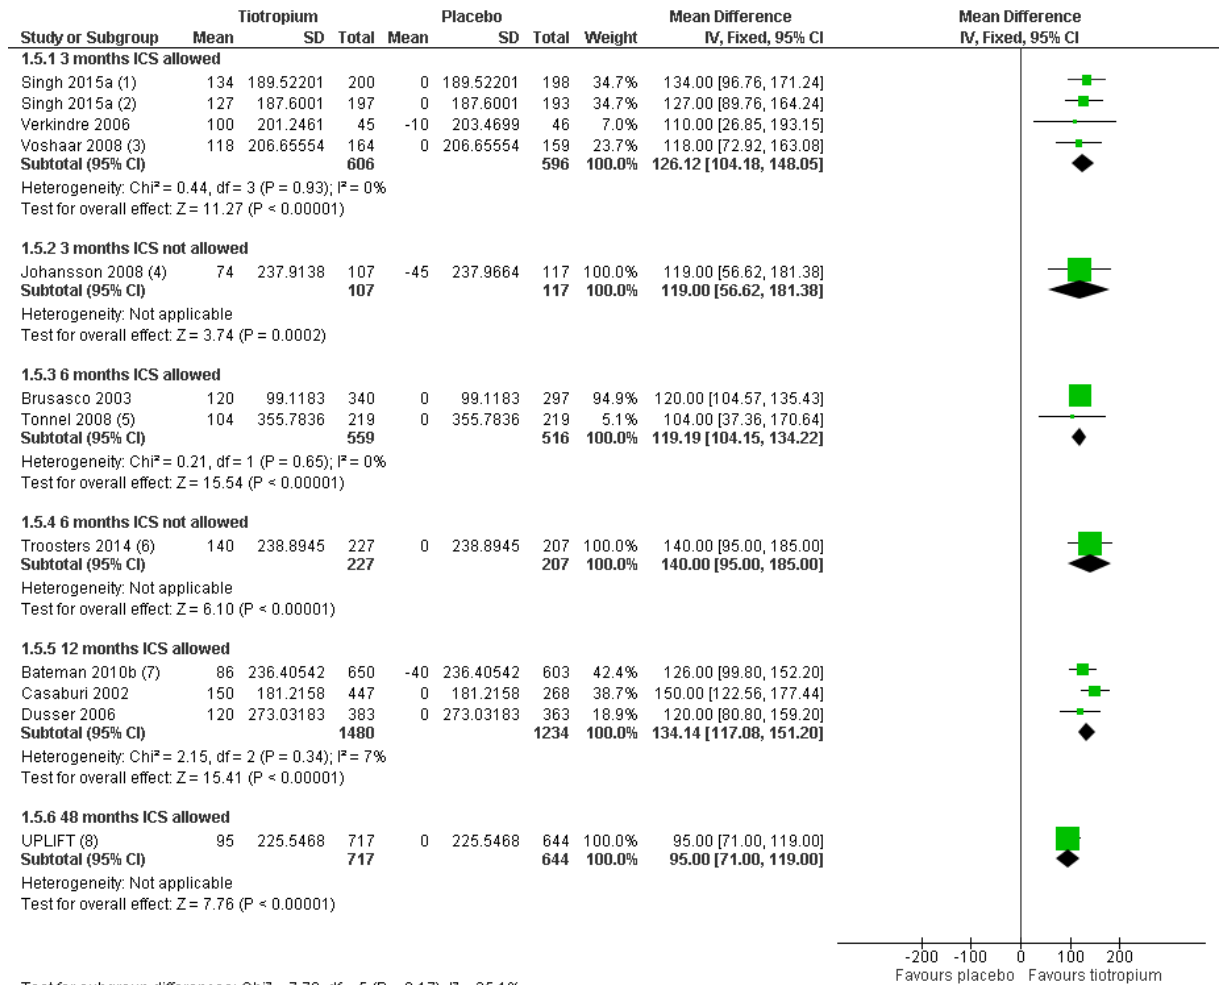 Tiotropium Placebo Mean Difference Mean Difference
Study or Subgroup Mean SD Total Mean SD Total Weight IV, Fixed, 95% CI IV, Fixed, 95% CI
1.5.1 3 months ICS allowed
Singh 2015a (1) 134 189.52201 200 0 189.52201 198 34.7% 134.00 [96.76, 171.24]
Singh 2015a (2) 127 187.6001 197 0 187.6001 193 34.7% 127.00 [89.76, 164.24]
Verkindre 2006 100 201.2461 45 -10 203.4699 46 7.0% 110.00 [26.85, 193.15]
Voshaar 2008 (3) 118 206.65554 164 0 206.65554 159 23.7% 118.00 [72.92, 163.08]
Subtotal (95% CI) 606 596 100.0% 126.12 [104.18, 148.05]
Heterogeneity: Chi² = 0.44, df = 3 (P = 0.93); I² = 0%
Test for overall effect: Z = 11.27 (P < 0.00001)
1.5.2 3 months ICS not allowed
Johansson 2008 (4) 74 237.9138 107 -45 237.9664 117 100.0% 119.00 [56.62, 181.38]
Subtotal (95% CI) 107 117 100.0% 119.00 [56.62, 181.38]
Heterogeneity: Not applicable
Test for overall effect: Z = 3.74 (P = 0.0002)
1.5.3 6 months ICS allowed
Brusasco 2003 120 99.1183 340 0 99.1183 297 94.9% 120.00 [104.57, 135.43]
Tonnel 2008 (5) 104 355.7836 219 0 355.7836 219 5.1% 104.00 [37.36, 170.64]
Subtotal (95% CI) 559 516 100.0% 119.19 [104.15, 134.22]
Heterogeneity: Chi² = 0.21, df = 1 (P = 0.65); I² = 0%
Test for overall effect: Z = 15.54 (P < 0.00001)
1.5.4 6 months ICS not allowed
Troosters 2014 (6) 140 238.8945 227 0 238.8945 207 100.0% 140.00 [95.00, 185.00]
Subtotal (95% CI) 227 207 100.0% 140.00 [95.00, 185.00]
Heterogeneity: Not applicable
Test for overall effect: Z = 6.10 (P < 0.00001)
1.5.5 12 months ICS allowed
Bateman 2010b (7) 86 236.40542 650 -40 236.40542 603 42.4% 126.00 [99.80, 152.20]
Casaburi 2002 150 181.2158 447 0 181.2158 268 38.7% 150.00 [122.56, 177.44]
Dusser 2006 120 273.03183 383 0 273.03183 363 18.9% 120.00 [80.80, 159.20]
Subtotal (95% CI) 1480 1234 100.0% 134.14 [117.08, 151.20]
Heterogeneity: Chi² = 2.15, df = 2 (P = 0.34); I² = 7%
Test for overall effect: Z = 15.41 (P < 0.00001)
1.5.6 48 months ICS allowed
UPLIFT (8) 95 225.5468 717 0 225.5468 644 100.0% 95.00 [71.00, 119.00]
Subtotal (95% CI) 717 644 100.0% 95.00 [71.00, 119.00]
Heterogeneity: Not applicable
Test for overall effect: Z = 7.76 (P < 0.00001)
-200 -100 0 100 200
Favours placebo Favours tiotropium